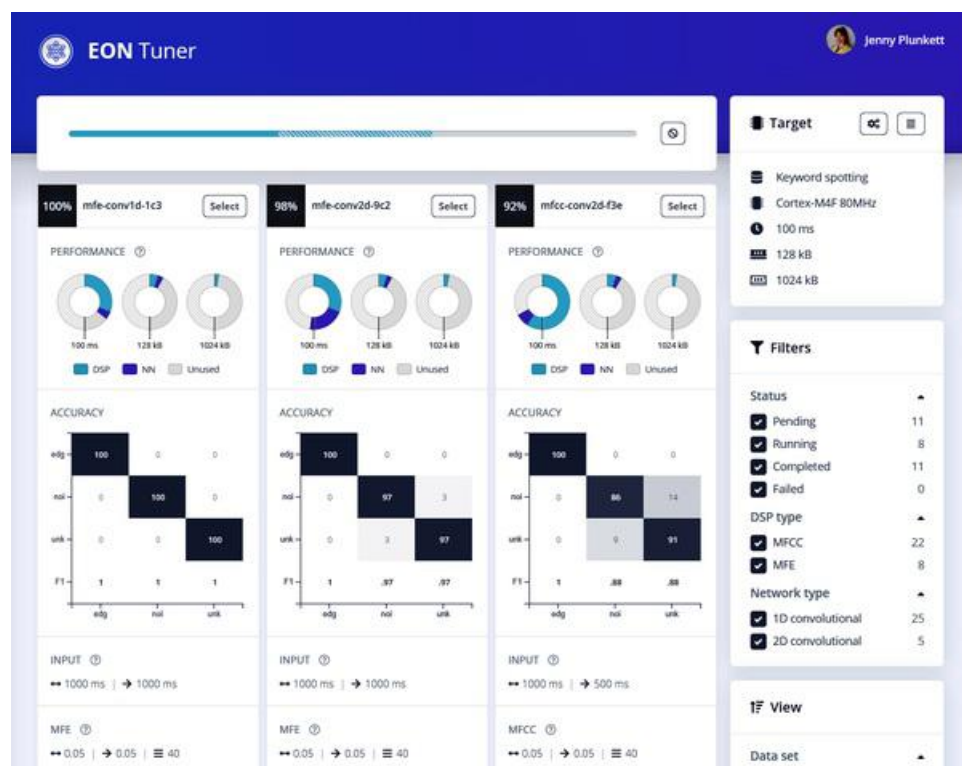 EON Tuner
Jenny Plunkett
100% mfe-conv1d-1c3 Select
PERFORMANCE ?
100 ms 128 kB 1024 kB
DSP NN Unused
ACCURACY
edg 100 0 0
noi 0 100 0
unk 0 0 100
F1 1 1 1
edg noi unk
INPUT ?
1000 ms | 1000 ms
MFE ?
0.05 | 0.05 | 40
98% mfe-conv2d-9c2 Select
PERFORMANCE ?
100 ms 128 kB 1024 kB
DSP NN Unused
ACCURACY
edg 100 0 0
noi 0 97 3
unk 0 3 97
F1 1 .97 .97
edg noi unk
INPUT ?
1000 ms | 1000 ms
MFE ?
0.05 | 0.05 | 40
92% mfcc-conv2d-f3e Select
PERFORMANCE ?
100 ms 128 kB 1024 kB
DSP NN Unused
ACCURACY
edg 100 0 0
noi 0 86 14
unk 0 9 91
F1 1 .88 .88
edg noi unk
INPUT ?
1000 ms | 500 ms
MFCC ?
0.05 | 0.05 | 40
Target
Keyword spotting
Cortex-M4F 80MHz
100 ms
128 kB
1024 kB
Filters
Status
Pending 11
Running 8
Completed 11
Failed 0
DSP type
MFCC 22
MFE 8
Network type
1D convolutional 25
2D convolutional 5
View
Data set